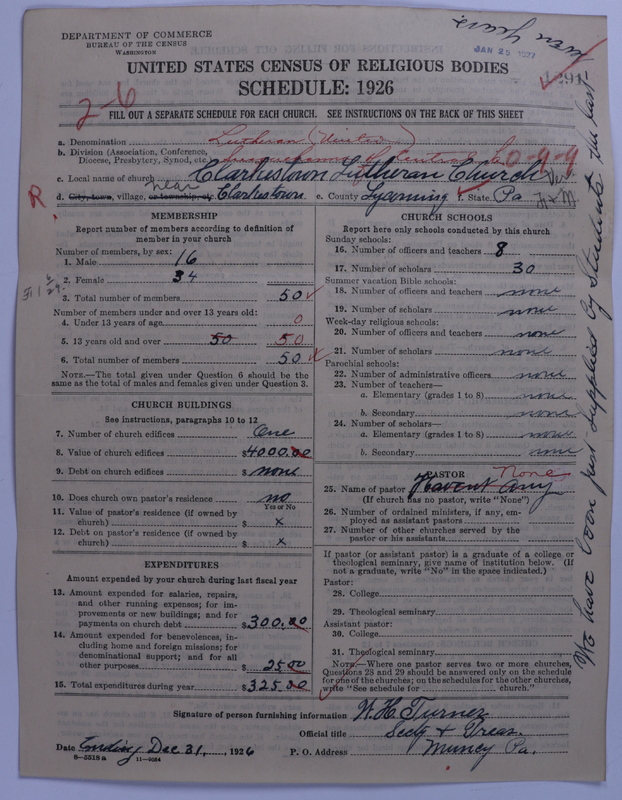 DEPARTMENT OF COMMERCE
BUREAU OF THE CENSUS
WASHINGTON
JAN 25 1927
UNITED STATES CENSUS OF RELIGIOUS BODIES
SCHEDULE: 1926
2-6
FILL OUT A SEPARATE SCHEDULE FOR EACH CHURCH. SEE INSTRUCTIONS ON THE BACK OF THIS SHEET
a. Denomination Lutheran (United)
b. Division (Association, Conference, Diocese, Presbytery, Synod, etc.) 0-9-9
c. Local name of church Clarkstown Lutheran Church
R
d. City, town, village, or township, etc. near Clarkstown e. County Lycoming f. State Pa
MEMBERSHIP
Report number of members according to definition of member in your church
Number of members, by sex:
1. Male 16
2. Female 34
3. Total number of members 50
Number of members under and over 13 years old:
4. Under 13 years of age 0
5. 13 years old and over 50 50
6. Total number of members 50
NOTE.—The total given under Question 6 should be the same as the total of males and females given under Question 3.
CHURCH BUILDINGS
See instructions, paragraphs 10 to 12
7. Number of church edifices One
8. Value of church edifices $4000.00
9. Debt on church edifices $ none
10. Does church own pastor's residence no
Yes or No
11. Value of pastor's residence (if owned by church) $ x
12. Debt on pastor's residence (if owned by church) $ x
EXPENDITURES
Amount expended by your church during last fiscal year
13. Amount expended for salaries, repairs, and other running expenses; for improvements or new buildings; and for payments on church debt $300.00
14. Amount expended for benevolences, including home and foreign missions; for denominational support; and for all other purposes 25.00
15. Total expenditures during year $325.00
CHURCH SCHOOLS
Report here only schools conducted by this church
Sunday schools:
16. Number of officers and teachers 8
17. Number of scholars 30
Summer vacation Bible schools:
18. Number of officers and teachers none
19. Number of scholars none
Week-day religious schools:
20. Number of officers and teachers none
21. Number of scholars none
Parochial schools:
22. Number of administrative officers none
23. Number of teachers—
a. Elementary (grades 1 to 8) none
b. Secondary none
24. Number of scholars—
a. Elementary (grades 1 to 8) none
b. Secondary none
PASTOR
None
25. Name of pastor Havent any
(If church has no pastor, write "None")
26. Number of ordained ministers, if any, employed as assistant pastors
27. Number of other churches served by the pastor or his assistants
If pastor (or assistant pastor) is a graduate of a college or theological seminary, give name of institution below. (If not a graduate, write "No" in the space indicated.)
Pastor:
28. College
29. Theological seminary
Assistant pastor:
30. College
31. Theological seminary
NOTE—Where one pastor serves two or more churches, Questions 28 and 29 should be answered only on the schedule for one of the churches; on the schedules for the other churches, write "See schedule for church."
Signature of person furnishing information W. H. Turner
Official title Secy & Treas.
Date Ending Dec 31, 1926 P. O. Address Muncy Pa.
8-5518a 11-9084
We have been just supplied by Students the last
seven years.